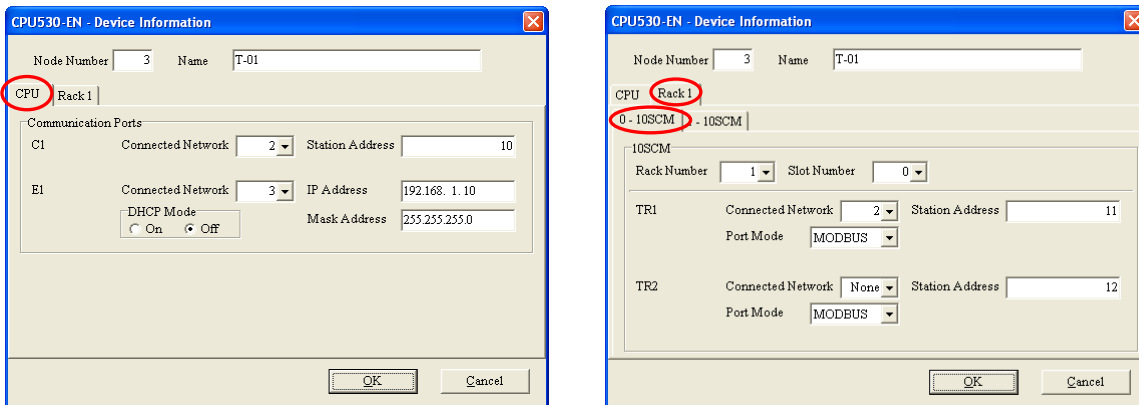 CPU530-EN - Device Information
Node Number 3 Name T-01
CPU Rack 1
Communication Ports
C1 Connected Network 2 Station Address 10
E1 Connected Network 3 IP Address 192.168. 1. 10
DHCP Mode
On Off
Mask Address 255.255.255.0
OK Cancel
CPU530-EN - Device Information
Node Number 3 Name T-01
CPU Rack 1
0 - 10SCM - 10SCM
10SCM
Rack Number 1 Slot Number 0
TR1 Connected Network 2 Station Address 11
Port Mode MODBUS
TR2 Connected Network None Station Address 12
Port Mode MODBUS
OK Cancel